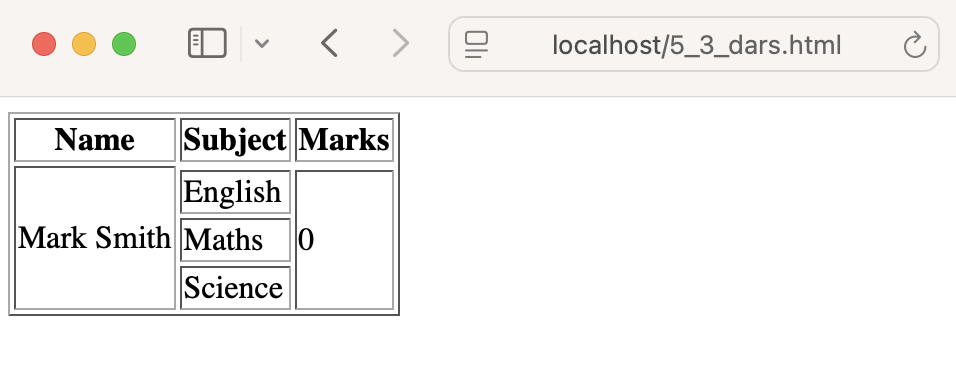 localhost/5_3_dars.html
Name Subject Marks
English
Mark Smith Maths 0
Science